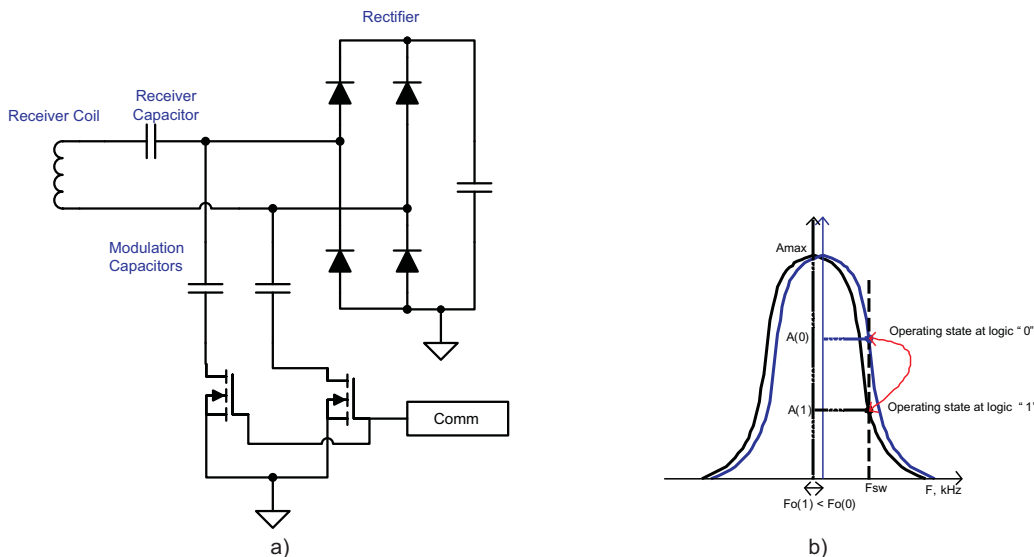 Rectifier
Receiver
Capacitor
Receiver Coil
Modulation
Capacitors
Comm
a)
Amax
A(0)
Operating state at logic “ 0”
A(1)
Operating state at logic “ 1”
Fsw
F, kHz
Fo(1) < Fo(0)
b)